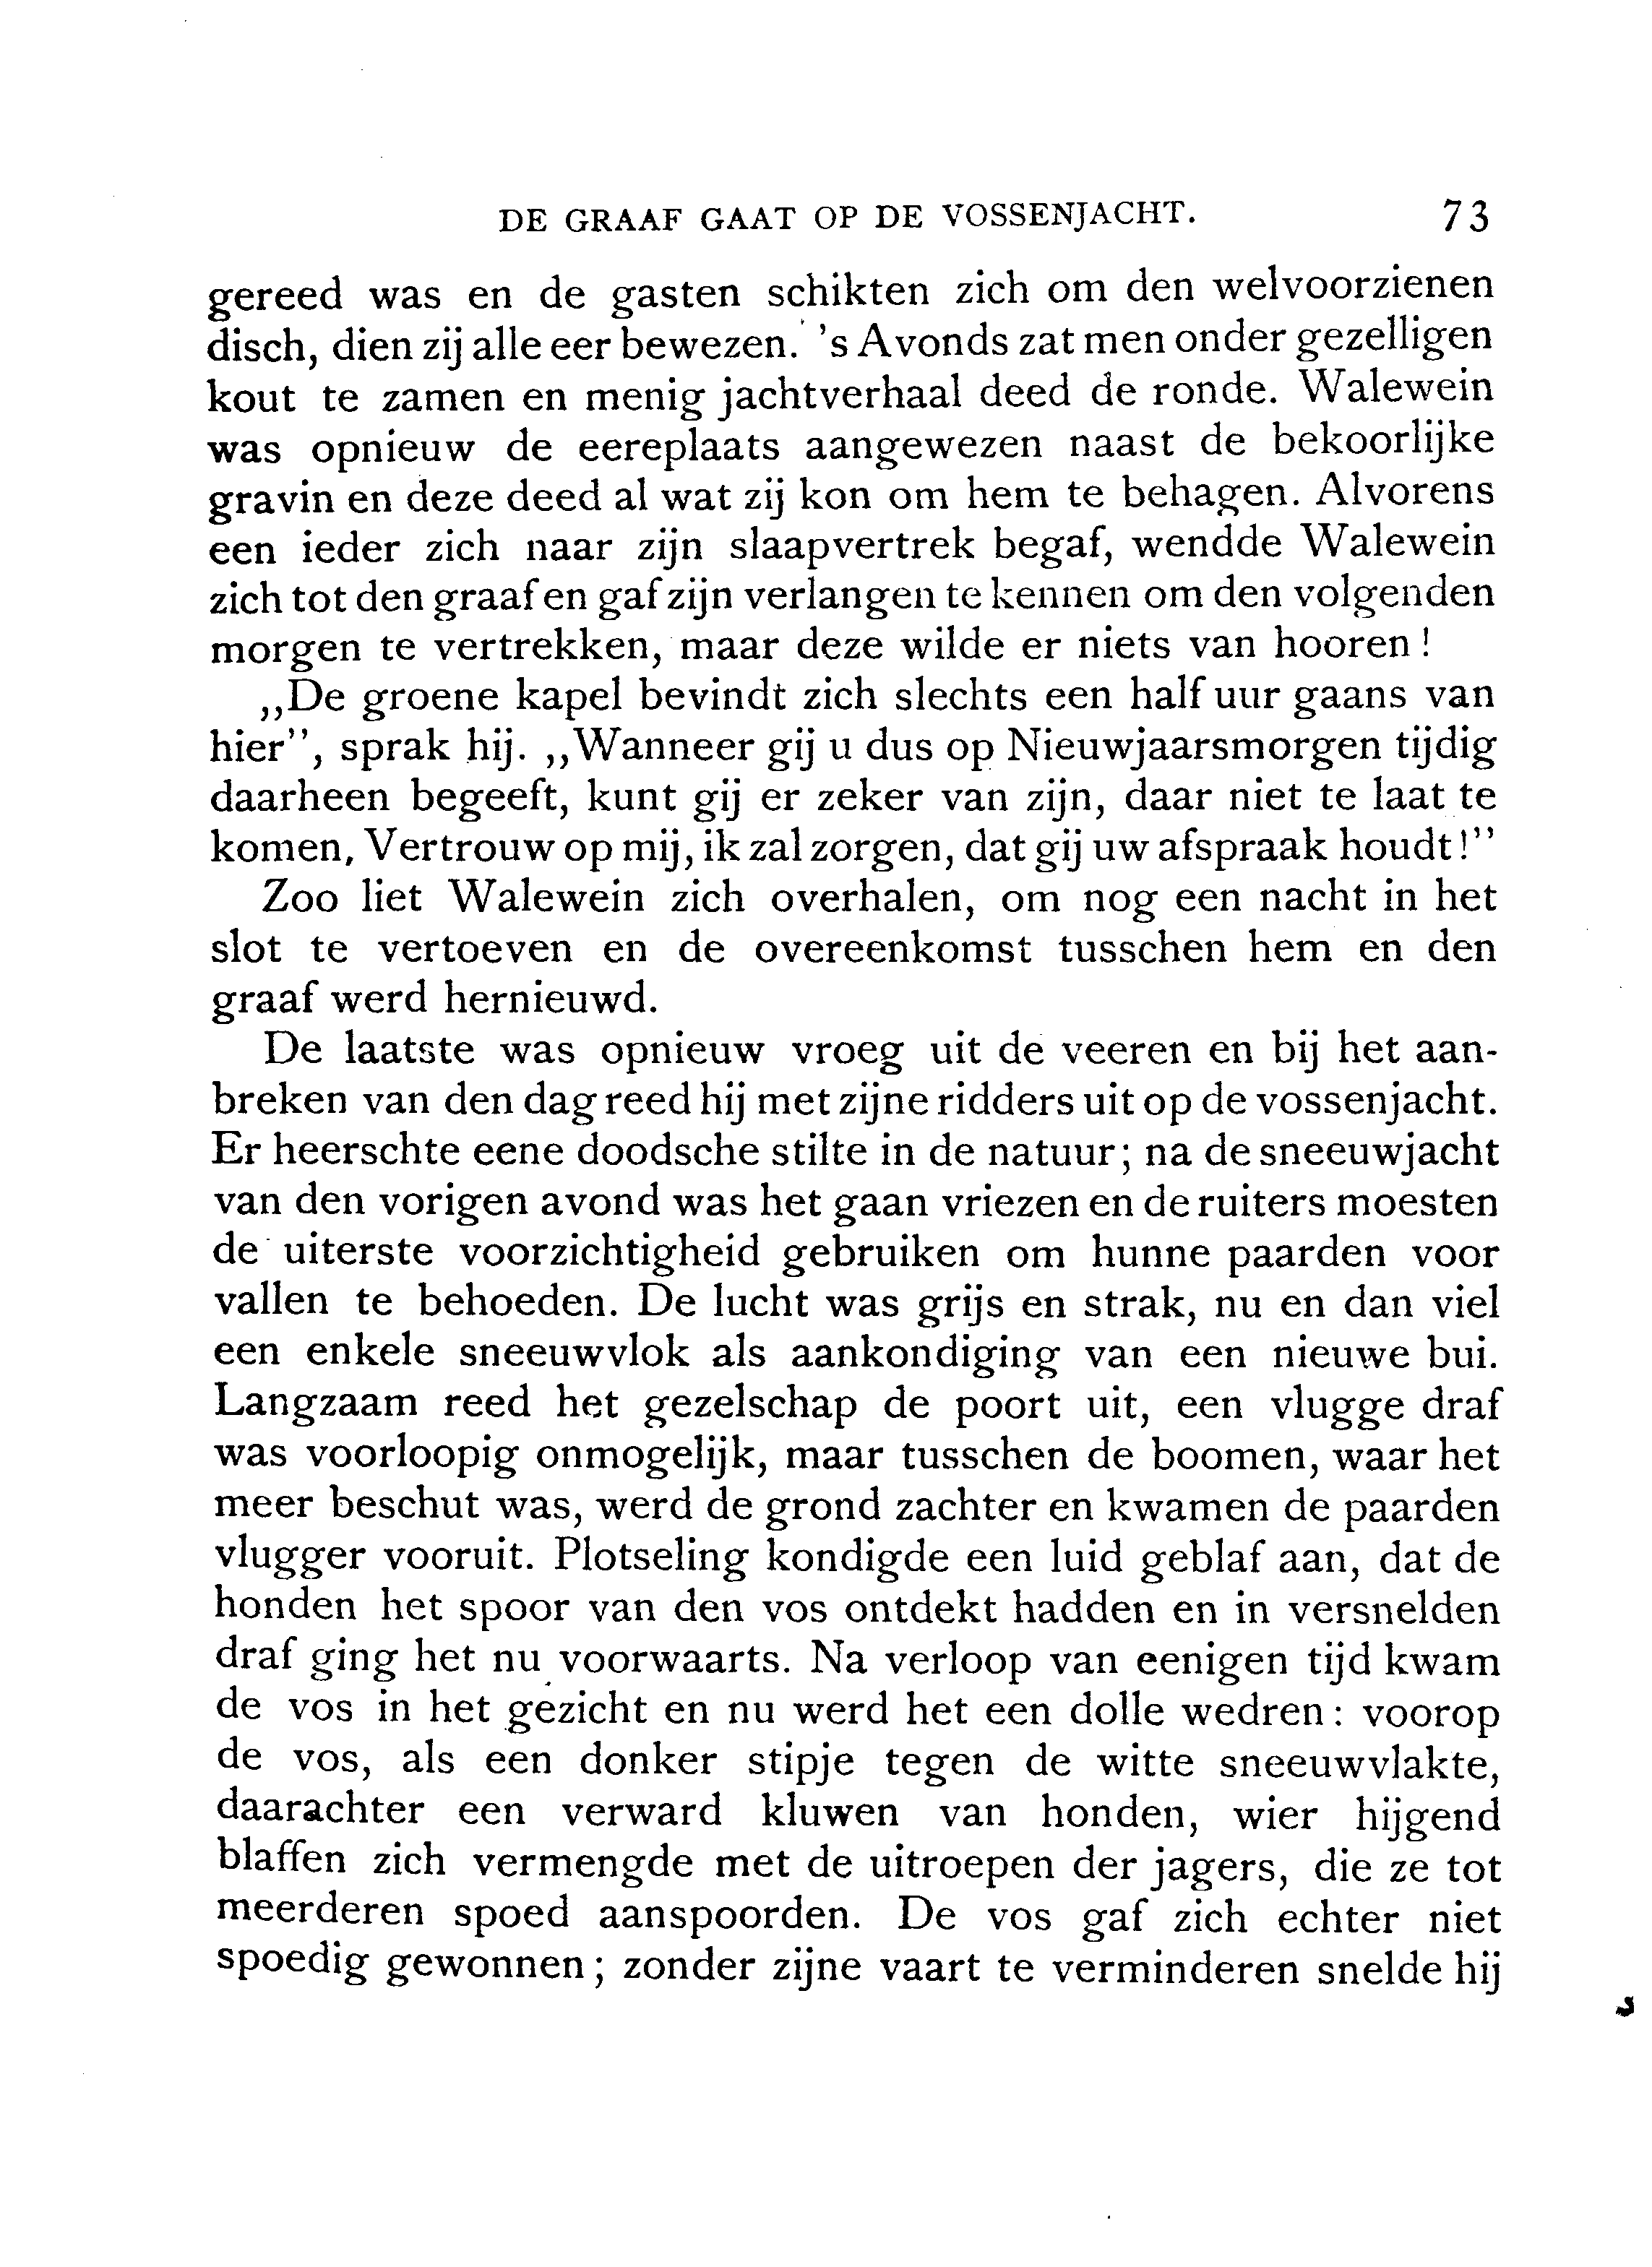 DE GRAAF GAAT OP DE VOSSENJACHT. 73
gereed was en de gasten schikten zich om den welvoorzienen
disch, dien zij alle eer bewezen. 's Avonds zat men onder gezelligen
kout te zamen en menig jachtverhaal deed de ronde. Walewein
was opnieuw de eereplaats aangewezen naast de bekoorlijke
gravin en deze deed al wat zij kon om hem te behagen. Alvorens
een ieder zich naar zijn slaapvertrek begaf, wendde Walewein
zich tot den graaf en gaf zijn verlangen te kennen om den volgenden
morgen te vertrekken, maar deze wilde er niets van hooren !
,,De groene kapel bevindt zich slechts een half uur gaans van
hier'', sprak hij. ,,Wanneer gij u dus op Nieuwjaarsmorgen tijdig
daarheen begeeft, kunt gij er zeker van zijn, daar niet te laat te
komen, Vertrouw op mij, ik zal zorgen, dat gij uw afspraak houdt!''
Zoo liet Walewein zich overhalen, om nog een nacht in het
slot te vertoeven en de overeenkomst tusschen hem en den
graaf werd hernieuwd.
De laatste was opnieuw vroeg uit de veeren en bij het aan-
breken van den dag reed hij met zijne ridders uit op de vossenjacht.
Er heerschte eene doodsche stilte in de natuur; na de sneeuwjacht
van den vorigen avond was het gaan vriezen en de ruiters moesten
de uiterste voorzichtigheid gebruiken om hunne paarden voor
vallen te behoeden. De lucht was grijs en strak, nu en dan viel
een enkele sneeuwvlok als aankondiging van een nieuwe bui.
Langzaam reed het gezelschap de poort uit, een vlugge draf
was voorloopig onmogelijk, maar tusschen de boomen, waar het
meer beschut was, werd de grond zachter en kwamen de paarden
vlugger vooruit. Plotseling kondigde een luid geblaf aan, dat de
honden het spoor van den vos ontdekt hadden en in versnelden
draf ging het nu voorwaarts. Na verloop van eenigen tijd kwam
de vos in het gezicht en nu werd het een dolle wedren: voorop
de vos, als een donker stipje tegen de witte sneeuwvlakte,
daarachter een verward kluwen van honden, wier hijgend
blaffen zich vermengde met de uitroepen der jagers, die ze tot
meerderen spoed aanspoorden. De vos gaf zich echter niet
spoedig gewonnen; zonder zijne vaart te verminderen snelde hij